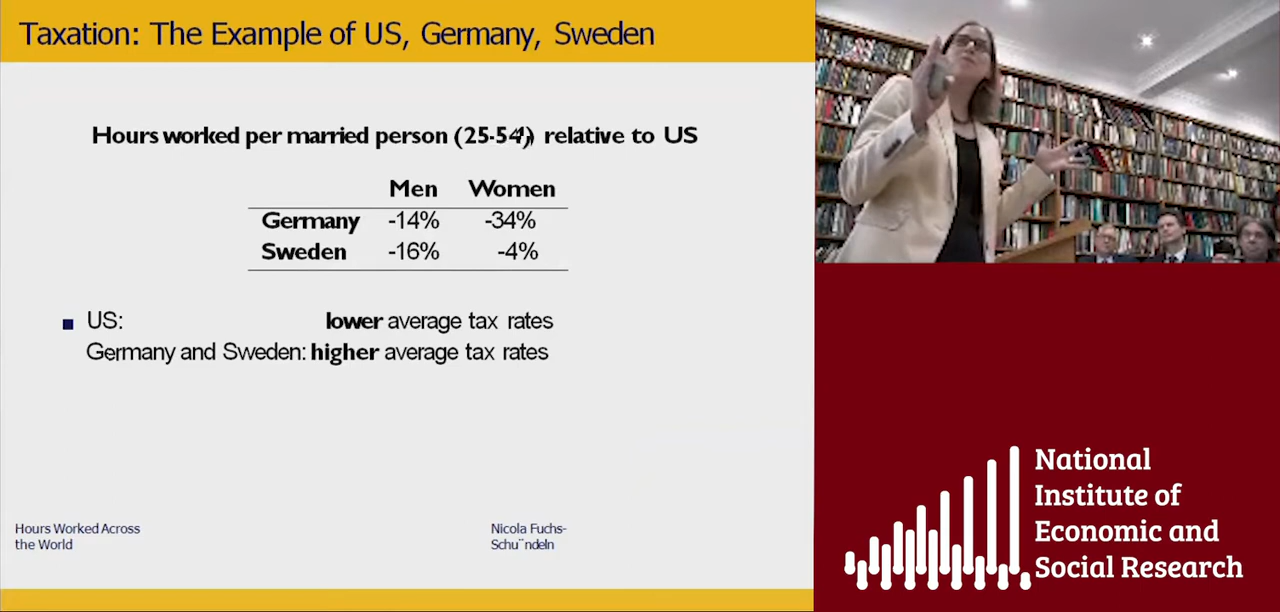 Taxation: The Example of US, Germany, Sweden
Hours worked per married person (25-54) relative to US
Men Women
Germany -14% -34%
Sweden -16% -4%
US: lower average tax rates
Germany and Sweden: higher average tax rates
Hours Worked Across
the World
Nicola Fuchs-
Schu¨ndeln
National
Institute of
Economic and
Social Research